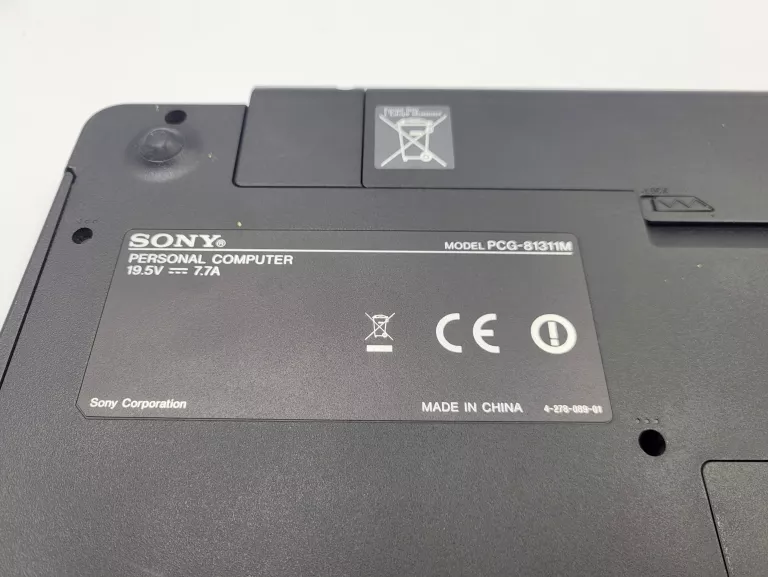 SONY®
MODEL PCG-81311M
PERSONAL COMPUTER
19.5V 7.7A
CE
Sony Corporation
MADE IN CHINA
4-278-089-01